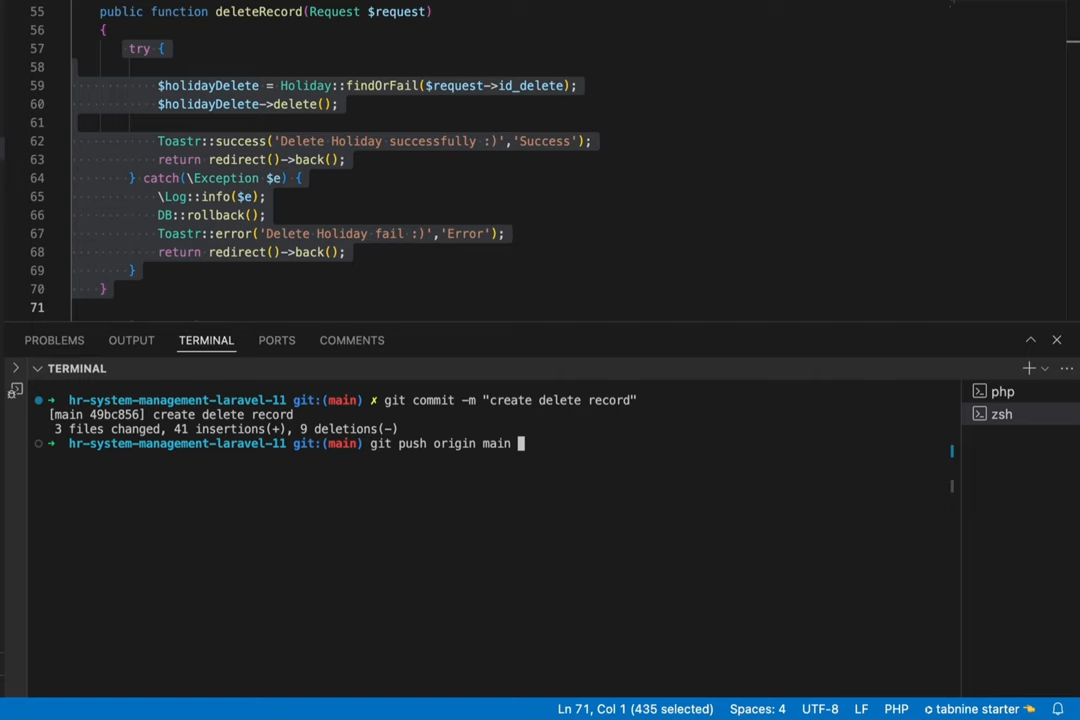 55 public function deleteRecord(Request $request)
56 {
57 try {
58
59 $holidayDelete = Holiday::findOrFail($request->id_delete);
60 $holidayDelete->delete();
61
62 Toastr::success('Delete Holiday successfully :)','Success');
63 return redirect()->back();
64 } catch(\Exception $e) {
65 \Log::info($e);
66 DB::rollback();
67 Toastr::error('Delete Holiday fail :)','Error');
68 return redirect()->back();
69 }
70 }
71
PROBLEMS OUTPUT TERMINAL PORTS COMMENTS
TERMINAL
➜ hr-system-management-laravel-11 git:(main) ✗ git commit -m "create delete record"
[main 49bc856] create delete record
3 files changed, 41 insertions(+), 9 deletions(-)
➜ hr-system-management-laravel-11 git:(main) git push origin main
php
zsh
Ln 71, Col 1 (435 selected) Spaces: 4 UTF-8 LF PHP tabnine starter 👈